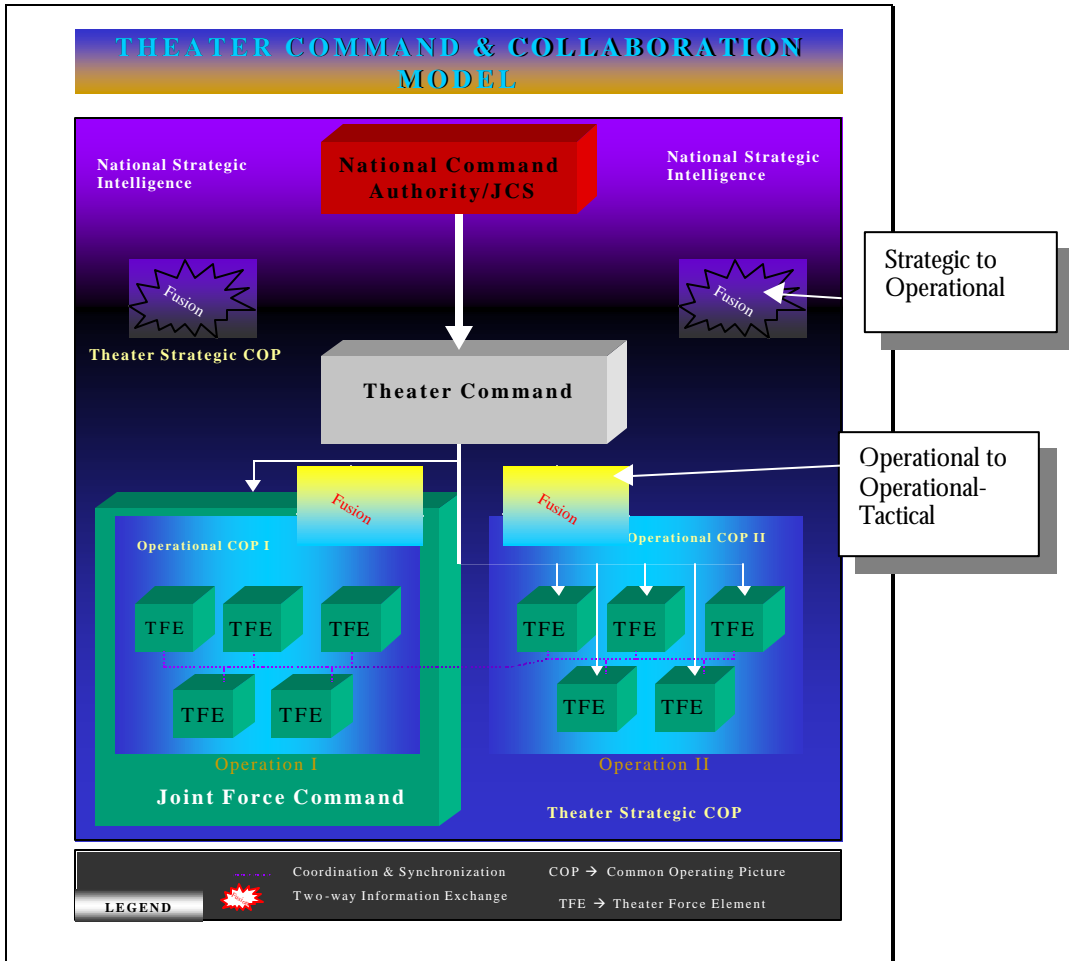 THEATER COMMAND & COLLABORATION
MODEL
National Strategic
Intelligence
National Command
Authority/JCS
National Strategic
Intelligence
Strategic to
Operational
Fusion
Fusion
Theater Strategic COP
Theater Command
Operational to
Operational-
Tactical
Fusion
Fusion
Operational COP I
Operational COP II
TFE
TFE
TFE
TFE
TFE
TFE
TFE
TFE
TFE
TFE
Operation I
Operation II
Joint Force Command
Theater Strategic COP
Coordination & Synchronization
COP → Common Operating Picture
Two-way Information Exchange
TFE → Theater Force Element
LEGEND